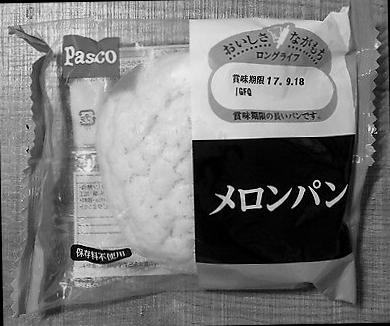 Pasco
おいしさながもち
ロングライフ
賞味期限 17.9.18
IGFQ
賞味期限の長いパンです。
メロンパン
保存料不使用